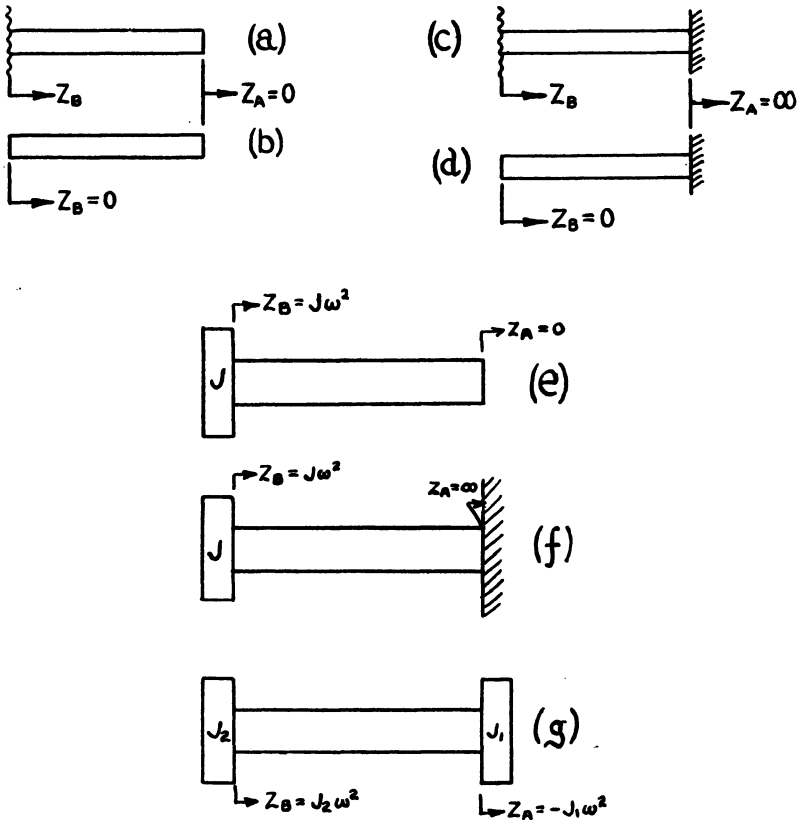 (a)
(c)
Z_B
Z_A = 0
Z_B
Z_A = ∞
(b)
(d)
Z_B = 0
Z_B = 0
Z_B = Jω²
Z_A = 0
J
(e)
Z_B = Jω²
Z_A = ∞
J
(f)
J₂
J₁
(g)
Z_B = J₂ω²
Z_A = -J₁ω²